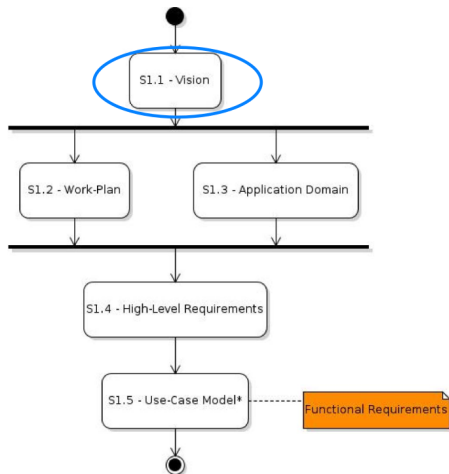 S1.1 - Vision
S1.2 - Work-Plan
S1.3 - Application Domain
S1.4 - High-Level Requirements
S1.5 - Use-Case Model*
Functional Requirements